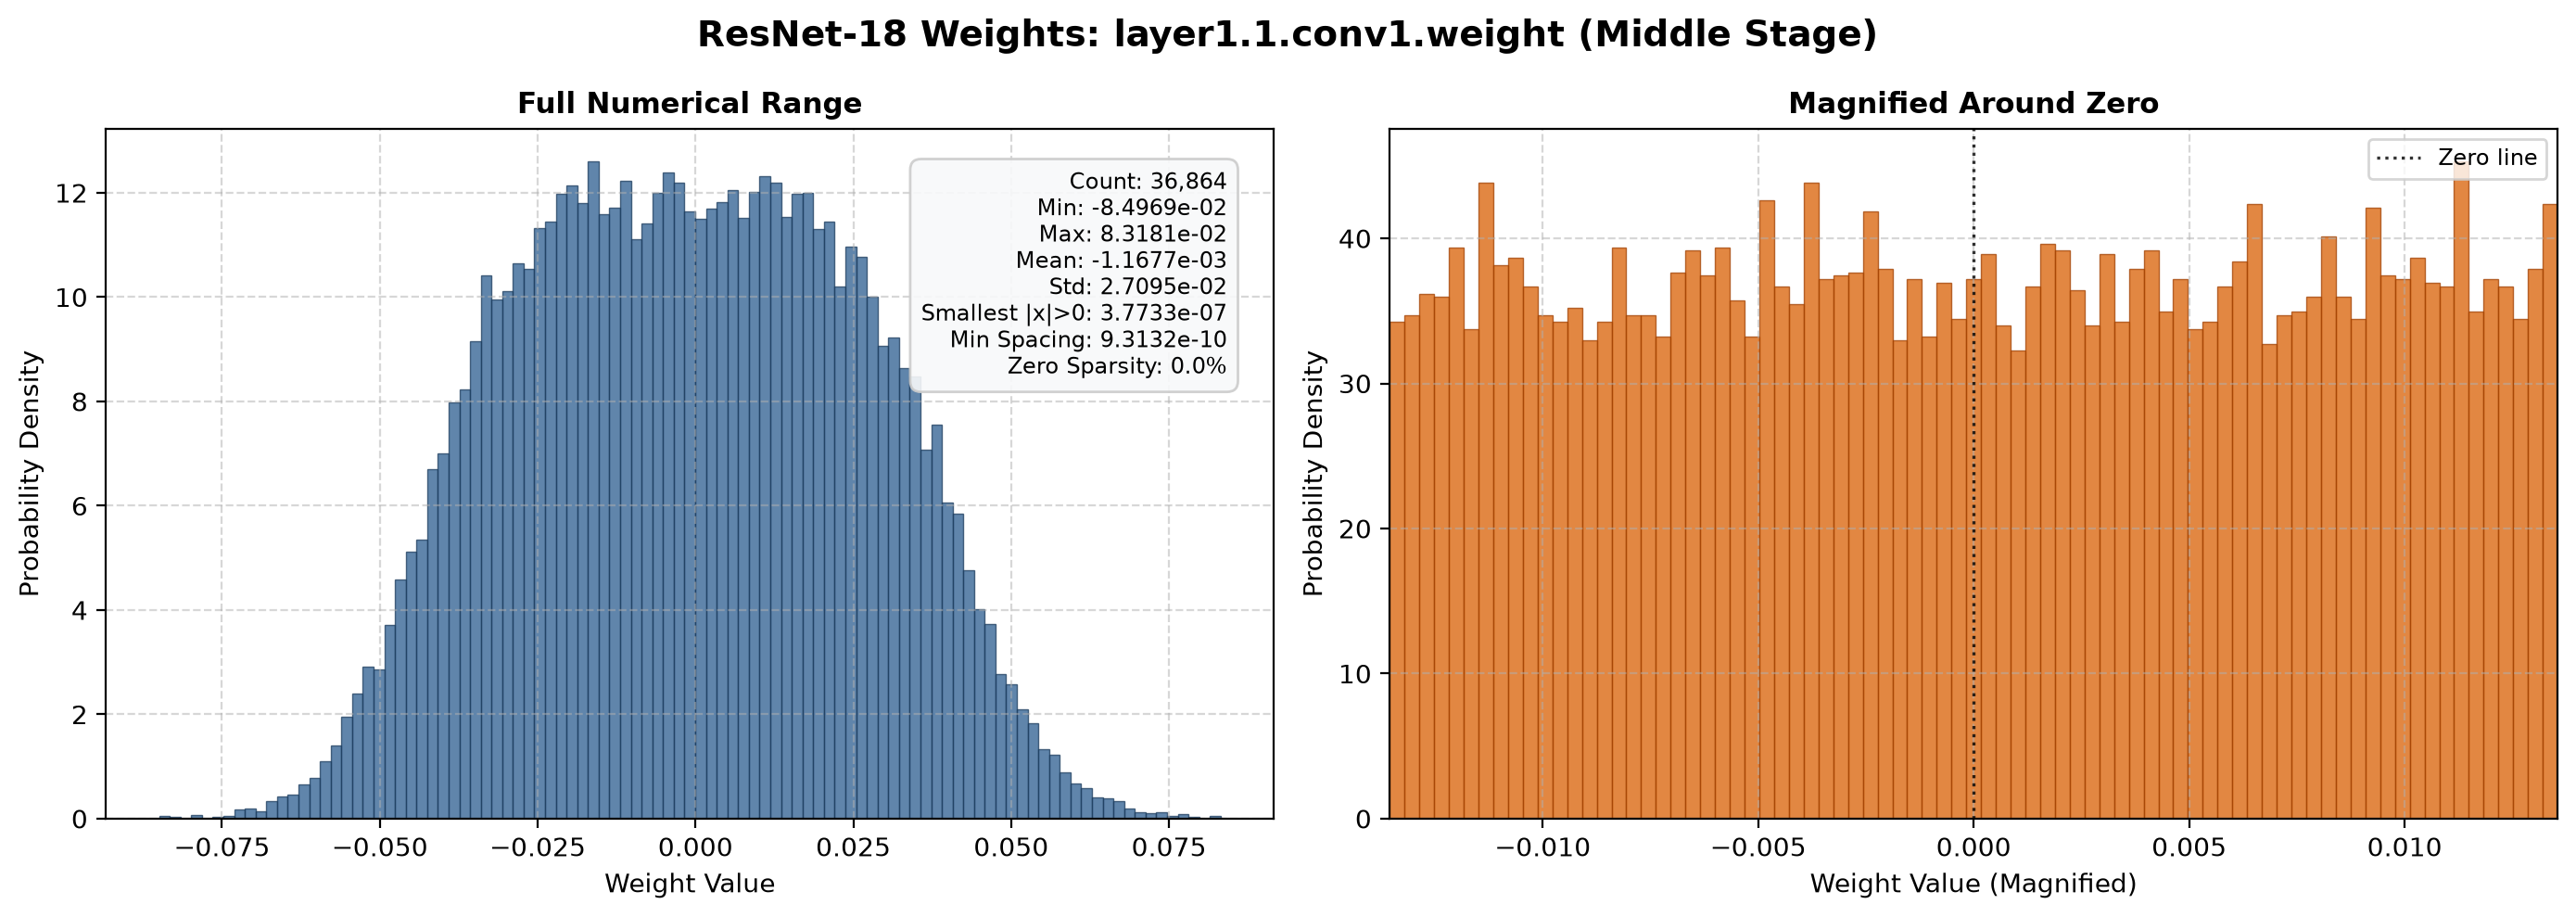 ResNet-18 Weights: layer1.1.conv1.weight (Middle Stage)
Full Numerical Range
Probability Density
12
10
8
6
4
2
0
Count: 36,864
Min: -8.4969e-02
Max: 8.3181e-02
Mean: -1.1677e-03
Std: 2.7095e-02
Smallest |x|>0: 3.7733e-07
Min Spacing: 9.3132e-10
Zero Sparsity: 0.0%
−0.075 −0.050 −0.025 0.000 0.025 0.050 0.075
Weight Value
Magnified Around Zero
Probability Density
40
30
20
10
0
Zero line
−0.010 −0.005 0.000 0.005 0.010
Weight Value (Magnified)